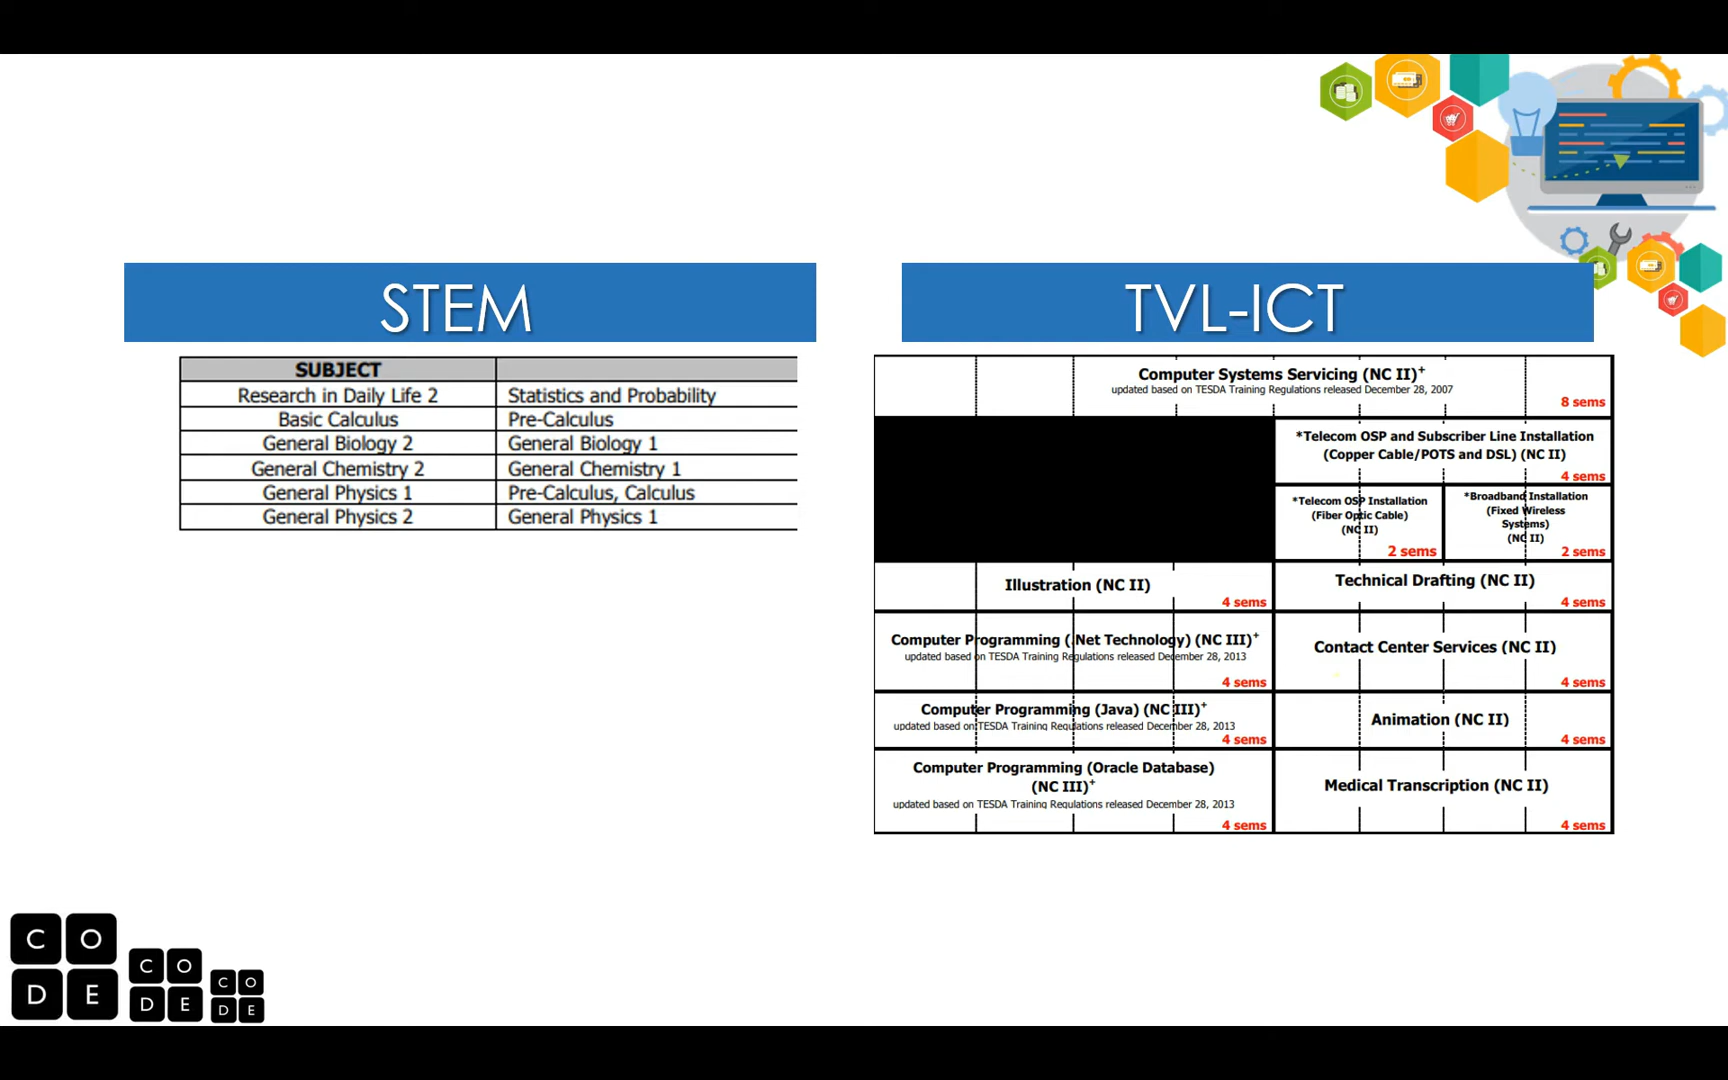 STEM
SUBJECT
Research in Daily Life 2 Statistics and Probability
Basic Calculus Pre-Calculus
General Biology 2 General Biology 1
General Chemistry 2 General Chemistry 1
General Physics 1 Pre-Calculus, Calculus
General Physics 2 General Physics 1
TVL-ICT
Computer Systems Servicing (NC II)+
updated based on TESDA Training Regulations released December 28, 2007
8 sems
*Telecom OSP and Subscriber Line Installation
(Copper Cable/POTS and DSL) (NC II)
4 sems
*Telecom OSP Installation
(Fiber Optic Cable)
(NC II)
2 sems
*Broadband Installation
(Fixed Wireless
Systems)
(NC II)
2 sems
Illustration (NC II)
4 sems
Technical Drafting (NC II)
4 sems
Computer Programming (.Net Technology) (NC III)+
updated based on TESDA Training Regulations released December 28, 2013
4 sems
Contact Center Services (NC II)
4 sems
Computer Programming (Java) (NC III)+
updated based on TESDA Training Regulations released December 28, 2013
4 sems
Animation (NC II)
4 sems
Computer Programming (Oracle Database)
(NC III)+
updated based on TESDA Training Regulations released December 28, 2013
4 sems
Medical Transcription (NC II)
4 sems
C O
D E
C O
D E
C O
D E